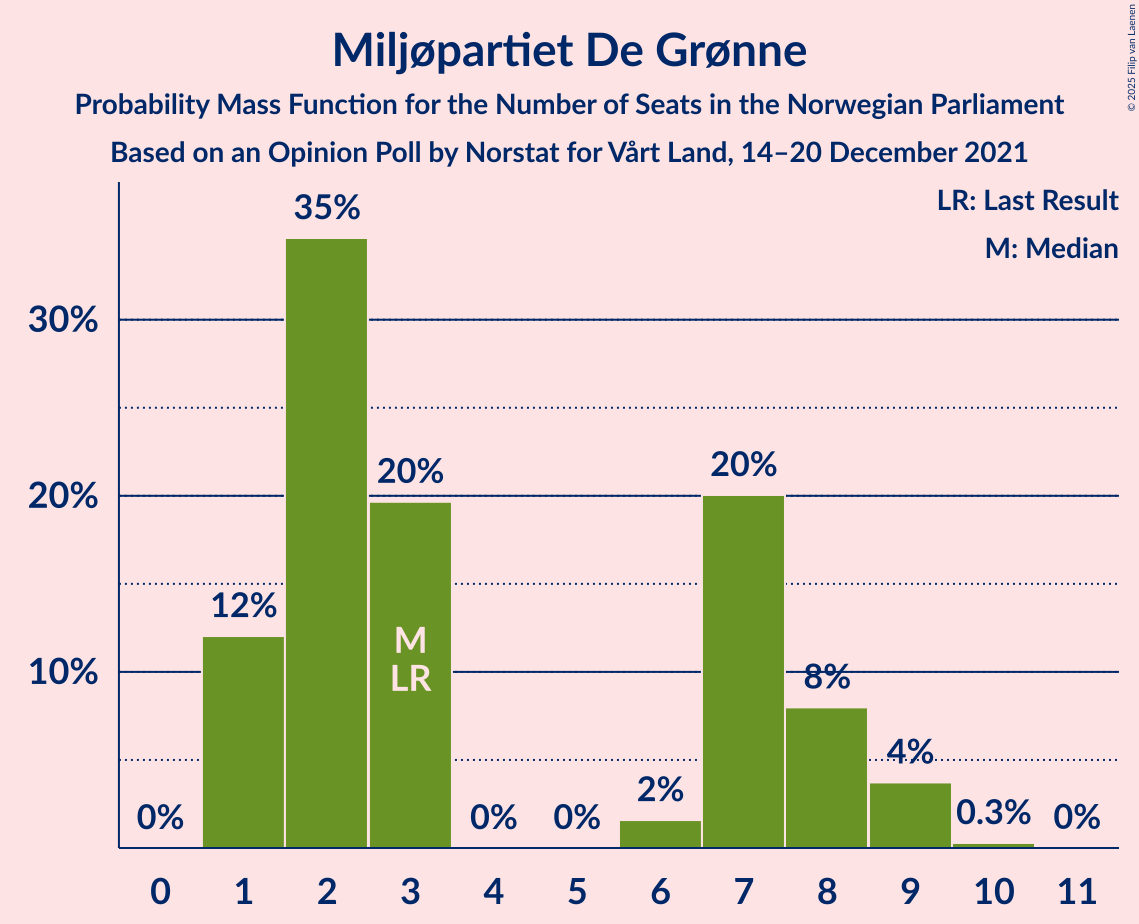 Miljøpartiet De Grønne
Probability Mass Function for the Number of Seats in the Norwegian Parliament
Based on an Opinion Poll by Norstat for Vårt Land, 14–20 December 2021
© 2025 Filip van Laenen
LR: Last Result
M: Median
35%
30%
20%
20%
20%
12%
M
LR
10%
8%
4%
2%
0.3%
0%
0%
0%
0%
0 1 2 3 4 5 6 7 8 9 10 11